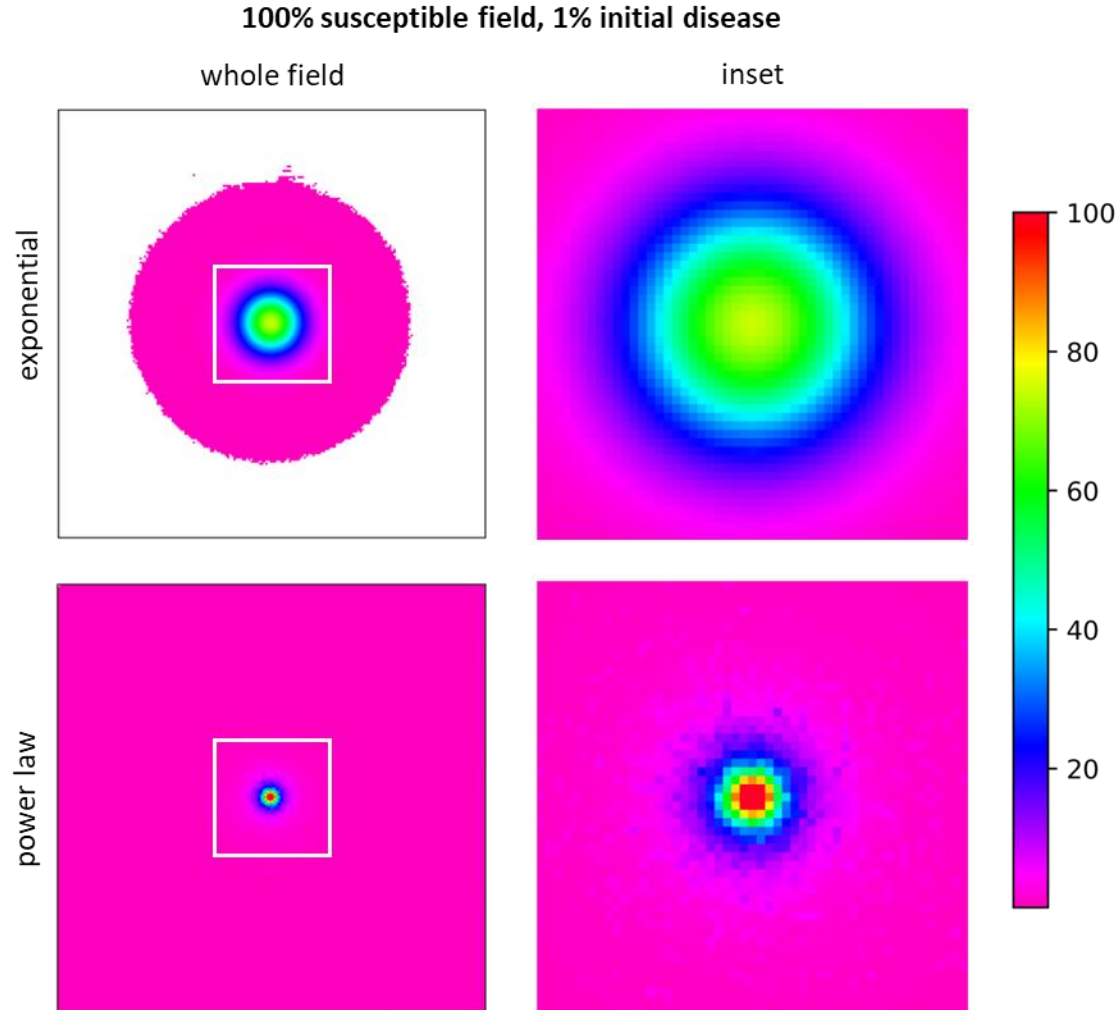 100% susceptible field, 1% initial disease
whole field
inset
exponential
power law
100
80
60
40
20